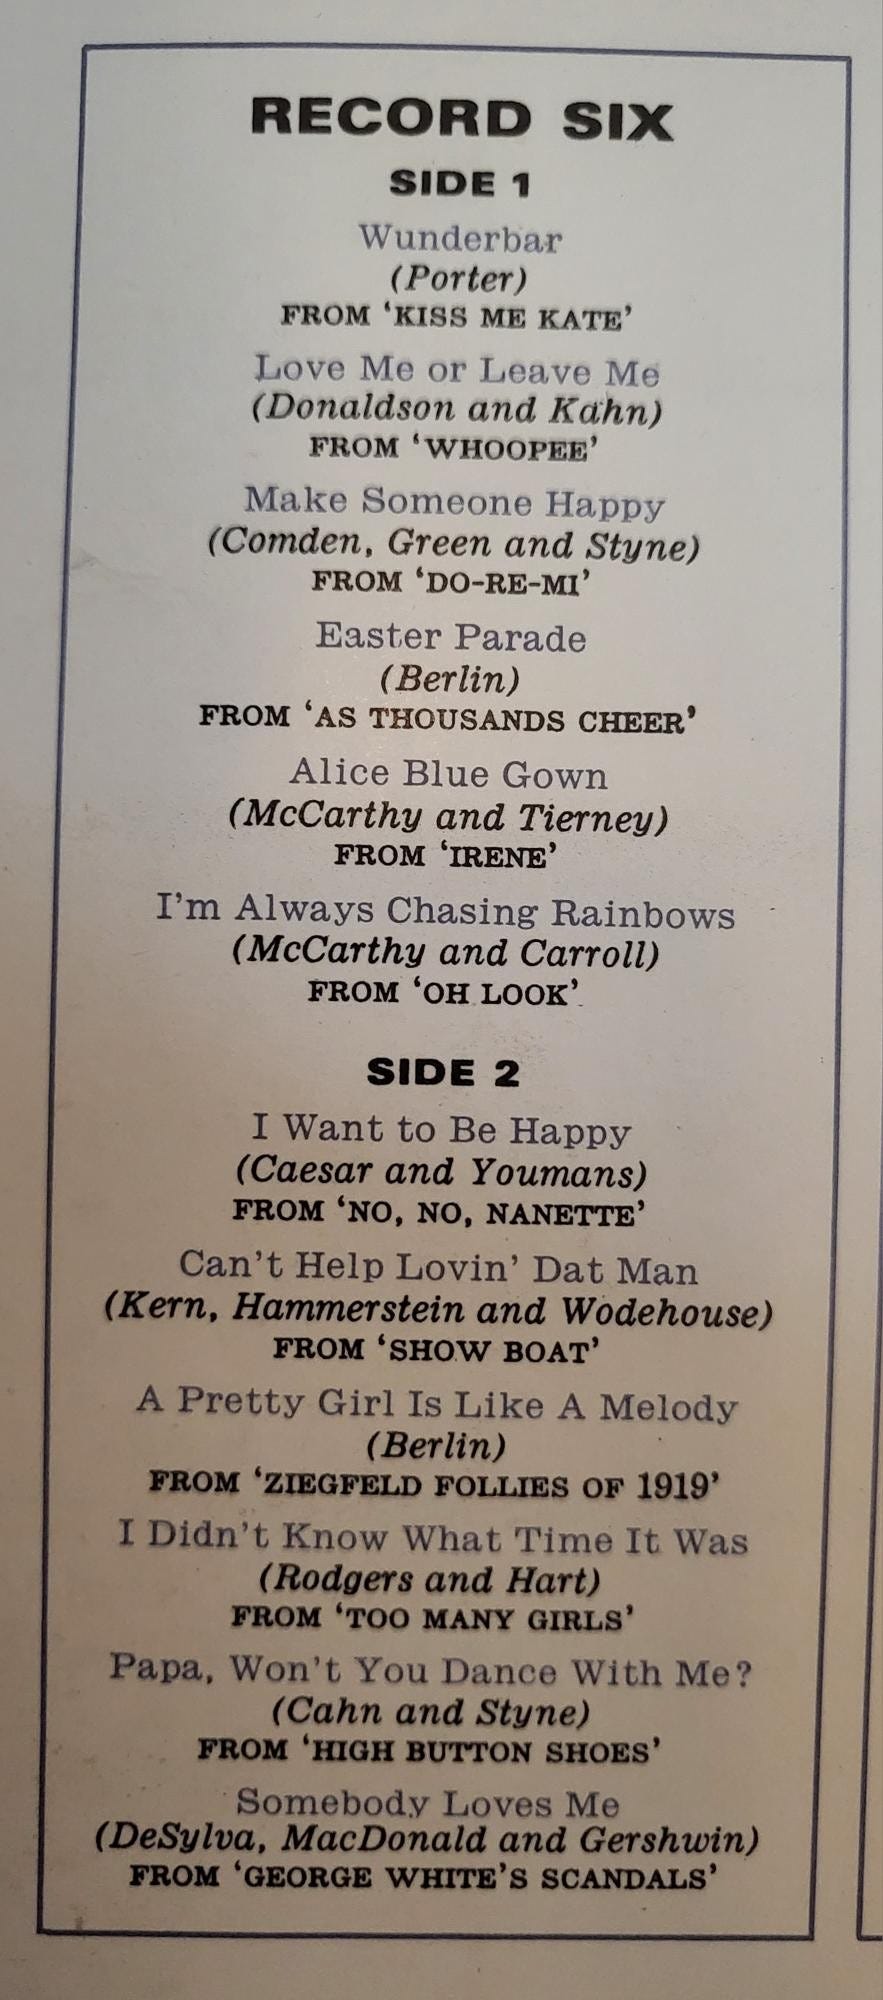 RECORD SIX
SIDE 1
Wunderbar
(Porter)
FROM ‘KISS ME KATE’
Love Me or Leave Me
(Donaldson and Kahn)
FROM ‘WHOOPEE’
Make Someone Happy
(Comden, Green and Styne)
FROM ‘DO-RE-MI’
Easter Parade
(Berlin)
FROM ‘AS THOUSANDS CHEER’
Alice Blue Gown
(McCarthy and Tierney)
FROM ‘IRENE’
I’m Always Chasing Rainbows
(McCarthy and Carroll)
FROM ‘OH LOOK’
SIDE 2
I Want to Be Happy
(Caesar and Youmans)
FROM ‘NO, NO, NANETTE’
Can’t Help Lovin’ Dat Man
(Kern, Hammerstein and Wodehouse)
FROM ‘SHOW BOAT’
A Pretty Girl Is Like A Melody
(Berlin)
FROM ‘ZIEGFELD FOLLIES OF 1919’
I Didn’t Know What Time It Was
(Rodgers and Hart)
FROM ‘TOO MANY GIRLS’
Papa, Won’t You Dance With Me?
(Cahn and Styne)
FROM ‘HIGH BUTTON SHOES’
Somebody Loves Me
(DeSylva, MacDonald and Gershwin)
FROM ‘GEORGE WHITE’S SCANDALS’